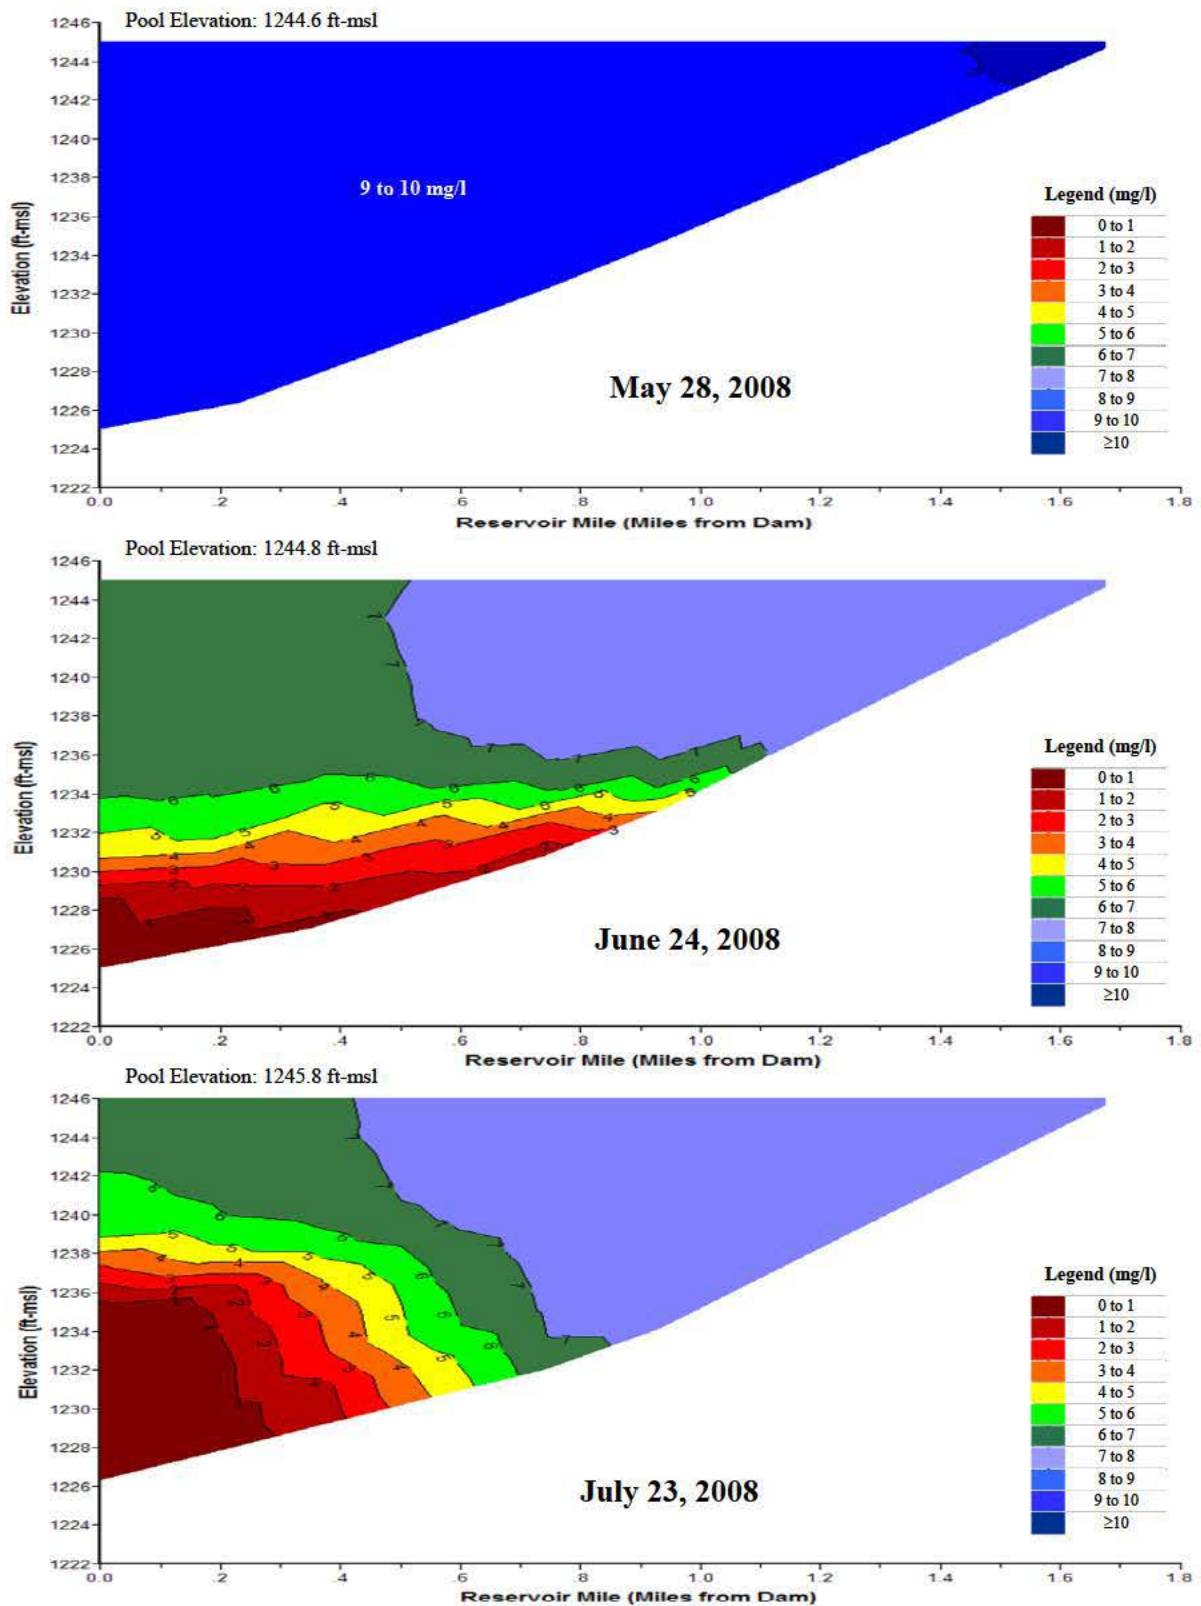 Pool Elevation: 1244.6 ft-msl
1246
1244
1242
1240
1238
1236
1234
1232
1230
1228
1226
1224
1222
Elevation (ft-msl)
9 to 10 mg/l
Legend (mg/l)
0 to 1
1 to 2
2 to 3
3 to 4
4 to 5
5 to 6
6 to 7
7 to 8
8 to 9
9 to 10
≥10
May 28, 2008
0.0 .2 .4 .6 .8 1.0 1.2 1.4 1.6 1.8
Reservoir Mile (Miles from Dam)
Pool Elevation: 1244.8 ft-msl
1246
1244
1242
1240
1238
1236
1234
1232
1230
1228
1226
1224
1222
Elevation (ft-msl)
Legend (mg/l)
0 to 1
1 to 2
2 to 3
3 to 4
4 to 5
5 to 6
6 to 7
7 to 8
8 to 9
9 to 10
≥10
June 24, 2008
0.0 .2 .4 .6 .8 1.0 1.2 1.4 1.6 1.8
Reservoir Mile (Miles from Dam)
Pool Elevation: 1245.8 ft-msl
1246
1244
1242
1240
1238
1236
1234
1232
1230
1228
1226
1224
1222
Elevation (ft-msl)
Legend (mg/l)
0 to 1
1 to 2
2 to 3
3 to 4
4 to 5
5 to 6
6 to 7
7 to 8
8 to 9
9 to 10
≥10
July 23, 2008
0.0 .2 .4 .6 .8 1.0 1.2 1.4 1.6 1.8
Reservoir Mile (Miles from Dam)